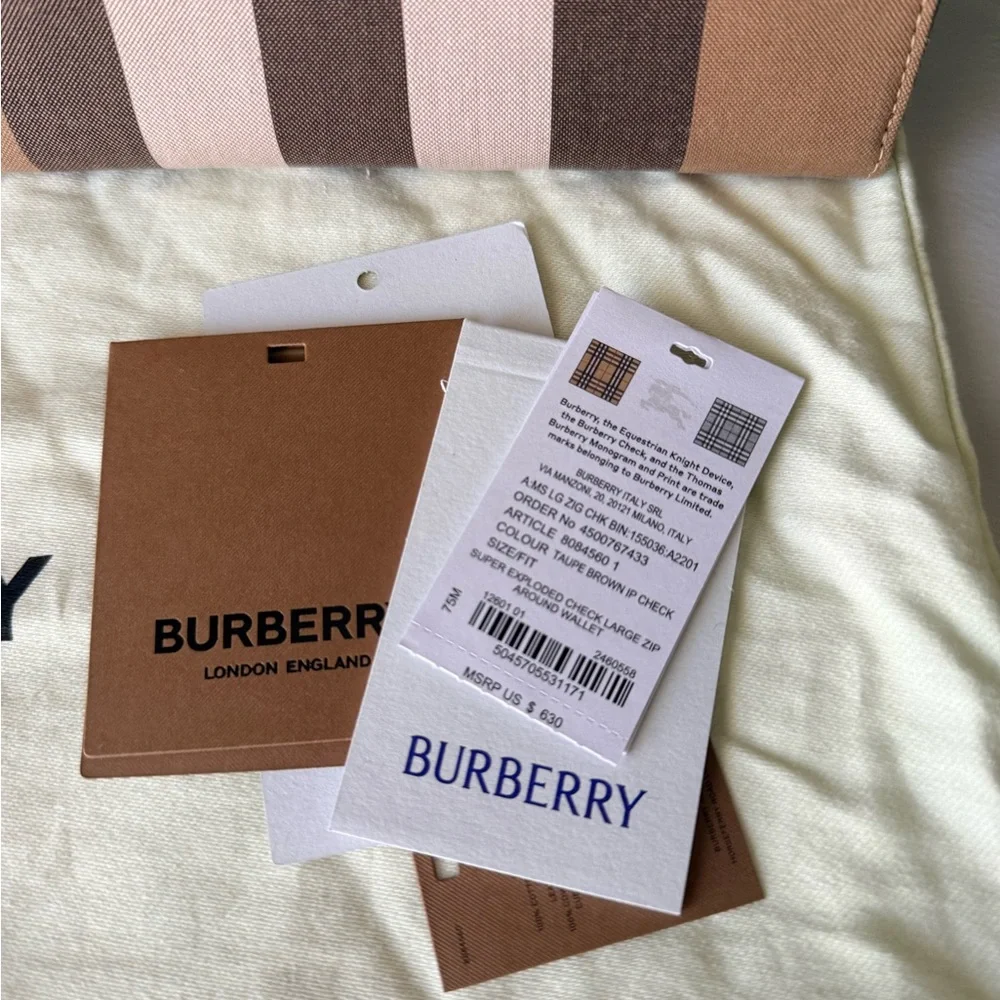 Y
BURBERRY
LONDON ENGLAND
Burberry, the Equestrian Knight Device,
the Burberry Check, and the Thomas
Burberry Monogram and Print are trade
marks belonging to Burberry Limited.
BURBERRY ITALY SRL
VIA MANZONI, 20, 20121 MILANO, ITALY
A:MS LG ZIG CHK BIN:155036:A2201
ORDER No 4500767433
ARTICLE 8084560 1
COLOUR TAUPE BROWN IP CHECK
SIZE/FIT
SUPER EXPLODED CHECK LARGE ZIP
AROUND WALLET
75M
1260101 2460558
5045705531171
MSRP US $ 630
BURBERRY